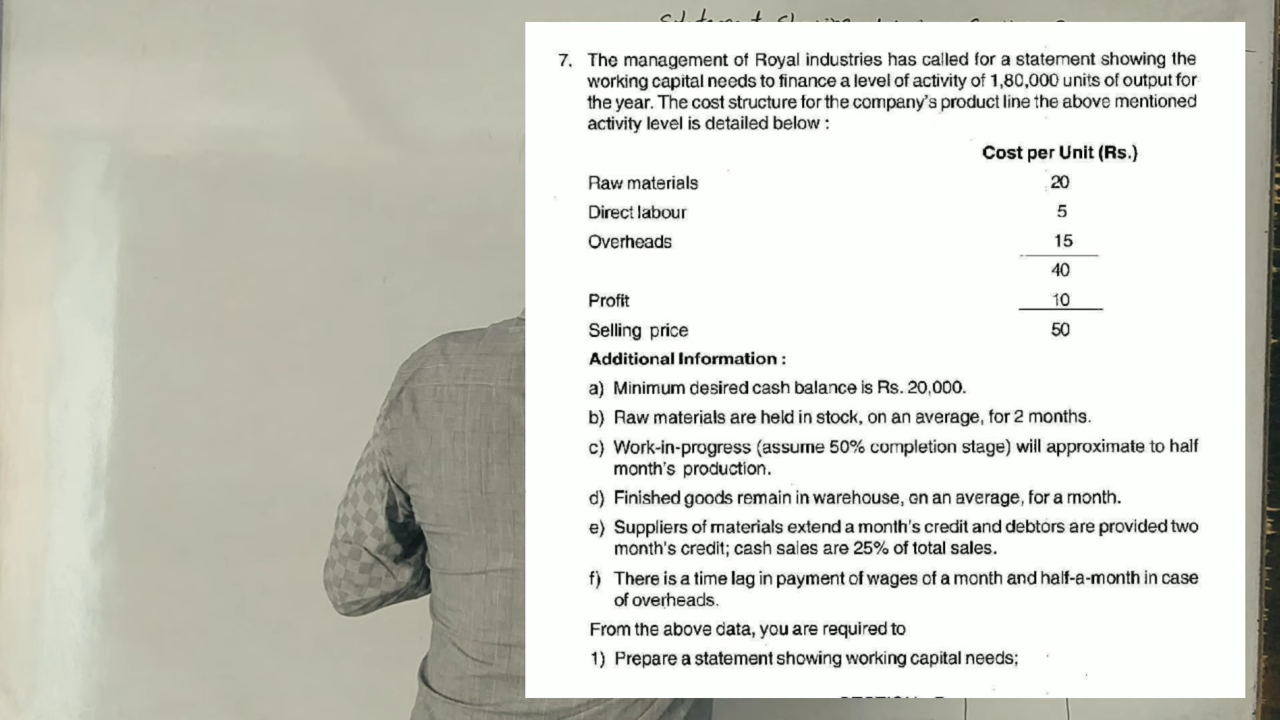 7. The management of Royal industries has called for a statement showing the
working capital needs to finance a level of activity of 1,80,000 units of output for
the year. The cost structure for the company's product line the above mentioned
activity level is detailed below :
Cost per Unit (Rs.)
Raw materials 20
Direct labour 5
Overheads 15
40
Profit 10
Selling price 50
Additional Information :
a) Minimum desired cash balance is Rs. 20,000.
b) Raw materials are held in stock, on an average, for 2 months.
c) Work-in-progress (assume 50% completion stage) will approximate to half
month's production.
d) Finished goods remain in warehouse, on an average, for a month.
e) Suppliers of materials extend a month's credit and debtors are provided two
month's credit; cash sales are 25% of total sales.
f) There is a time lag in payment of wages of a month and half-a-month in case
of overheads.
From the above data, you are required to
1) Prepare a statement showing working capital needs;